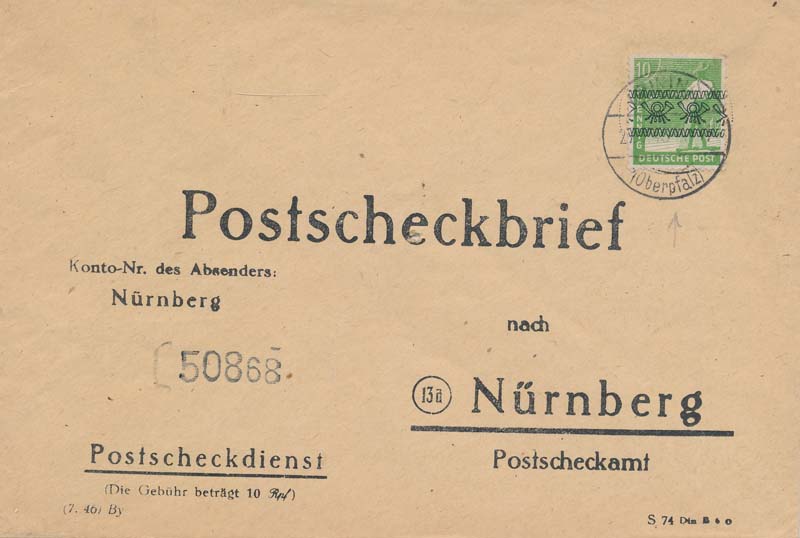 10
PFENNIG
DEUTSCHE POST
(Oberpfalz)
Postscheckbrief
Konto-Nr. des Absenders:
Nürnberg
50868
nach
13a Nürnberg
Postscheckamt
Postscheckdienst
(Die Gebühr beträgt 10 Rpf)
(7. 46) By
S 74 Din B 6 o